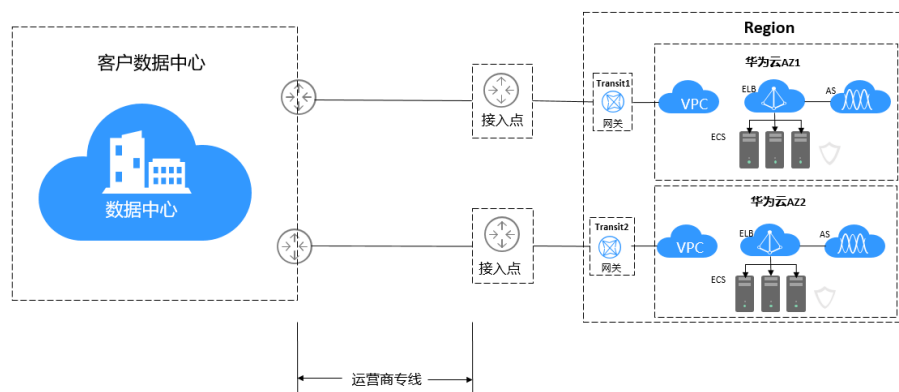 客户数据中心
数据中心
接入点
接入点
运营商专线
Region
Transit1
网关
华为云AZ1
VPC
ELB
AS
ECS
Transit2
网关
华为云AZ2
VPC
ELB
AS
ECS